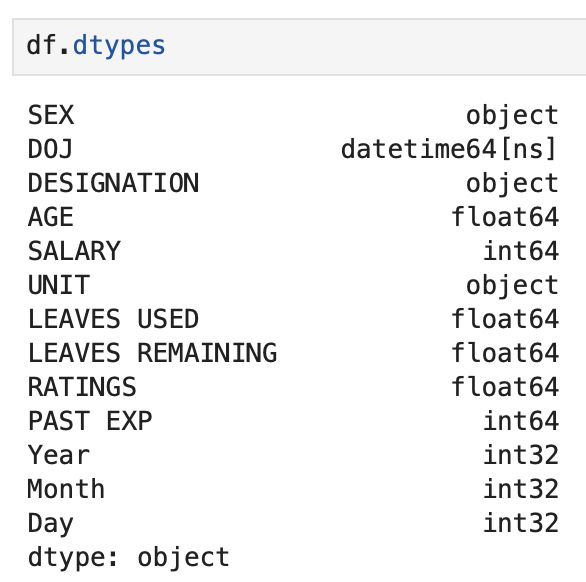 df.dtypes
SEX object
DOJ datetime64[ns]
DESIGNATION object
AGE float64
SALARY int64
UNIT object
LEAVES USED float64
LEAVES REMAINING float64
RATINGS float64
PAST EXP int64
Year int32
Month int32
Day int32
dtype: object